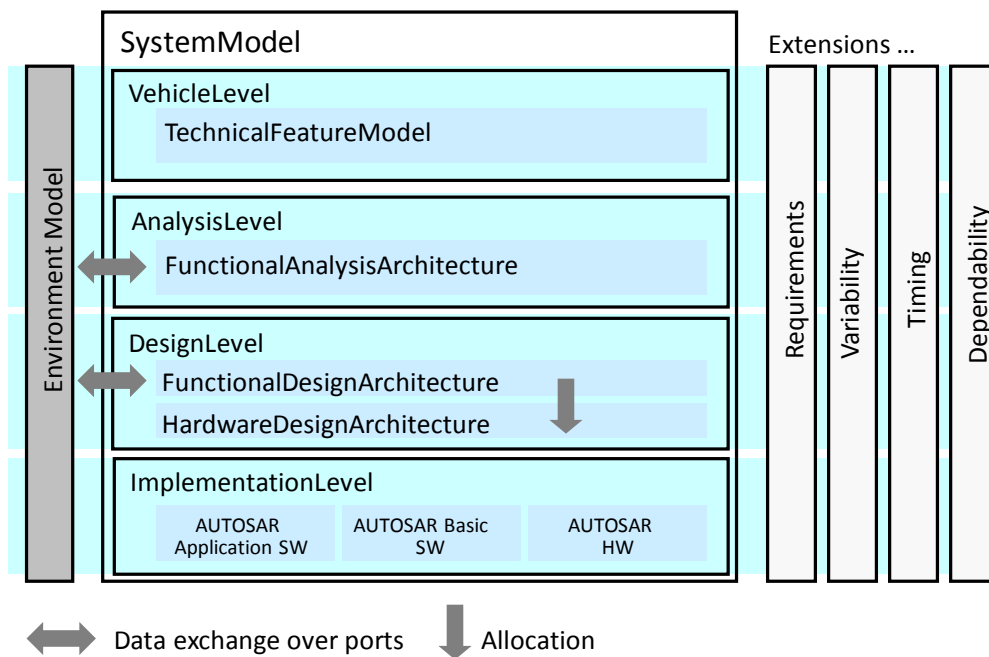 SystemModel
Extensions ...
VehicleLevel
TechnicalFeatureModel
AnalysisLevel
FunctionalAnalysisArchitecture
DesignLevel
FunctionalDesignArchitecture
HardwareDesignArchitecture
ImplementationLevel
AUTOSAR
Application SW
AUTOSAR Basic
SW
AUTOSAR
HW
Environment Model
Requirements
Variability
Timing
Dependability
Data exchange over ports
Allocation